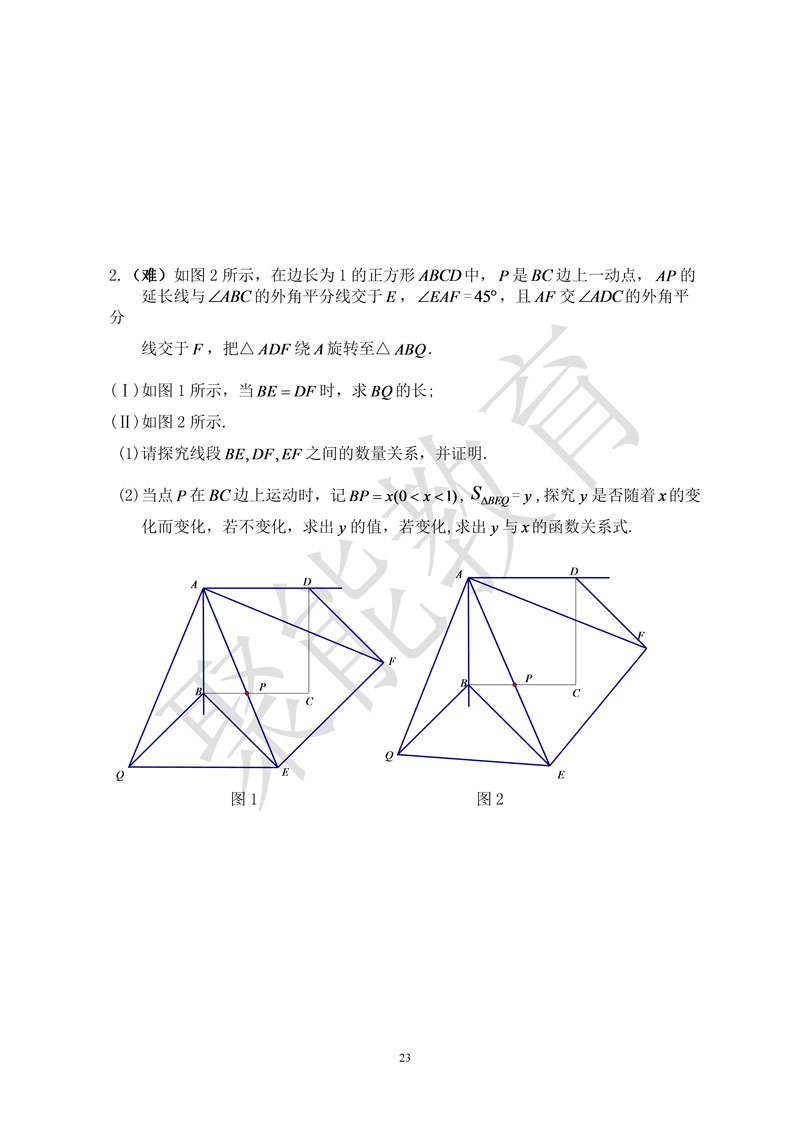 2.（难）如图 2 所示，在边长为 1 的正方形 ABCD 中，P 是 BC 边上一动点，AP 的
延长线与∠ABC 的外角平分线交于 E，∠EAF = 45°，且 AF 交∠ADC的外角平
分
线交于 F，把△ ADF 绕 A 旋转至△ ABQ．
(Ⅰ)如图 1 所示，当 BE = DF 时，求 BQ 的长;
(Ⅱ)如图 2 所示.
(1)请探究线段 BE, DF, EF 之间的数量关系，并证明.
(2)当点 P 在 BC 边上运动时，记 BP = x(0 < x < 1)，S△BEQ = y ,探究 y 是否随着 x 的变
化而变化，若不变化，求出 y 的值，若变化,求出 y 与 x 的函数关系式.
A D
F
B P
C
Q E
图 1
A D
F
B P
C
Q
E
图 2
聚能教育
23